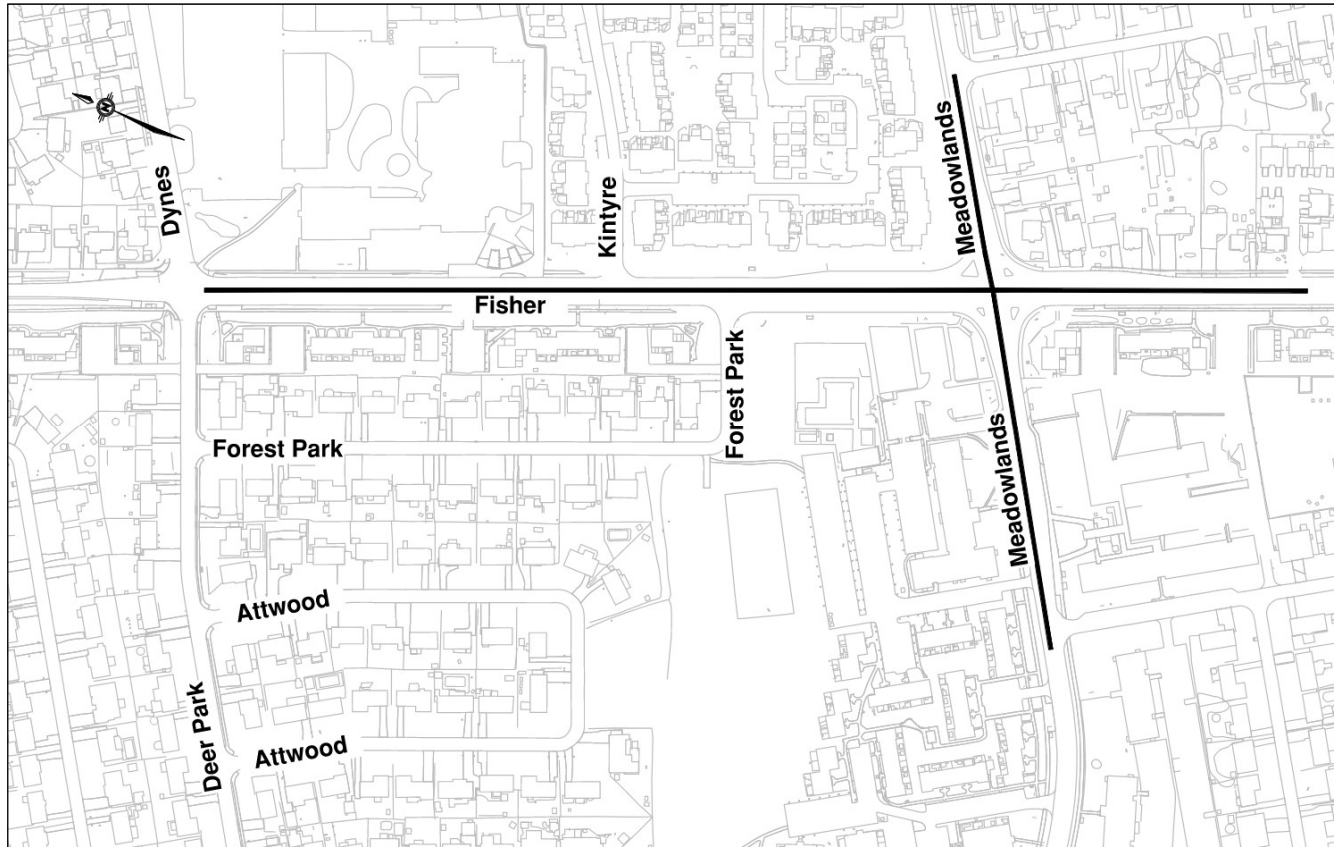 N
Dynes
Kintyre
Meadowlands
Fisher
Forest Park
Forest Park
Meadowlands
Attwood
Deer Park
Attwood